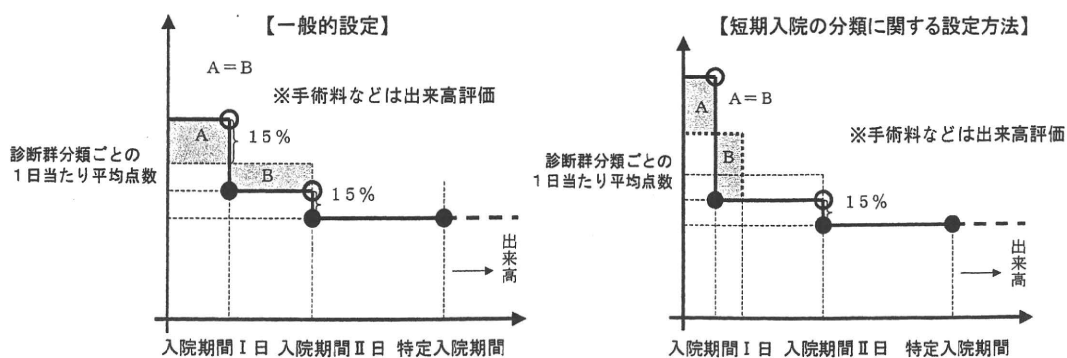 【一般的設定】
A＝B
※手術料などは出来高評価
A
15%
診断群分類ごとの
1日当たり平均点数
B
15%
出来高
入院期間Ⅰ日 入院期間Ⅱ日 特定入院期間
【短期入院の分類に関する設定方法】
A
A＝B
※手術料などは出来高評価
B
診断群分類ごとの
1日当たり平均点数
15%
出来高
入院期間Ⅰ日 入院期間Ⅱ日 特定入院期間